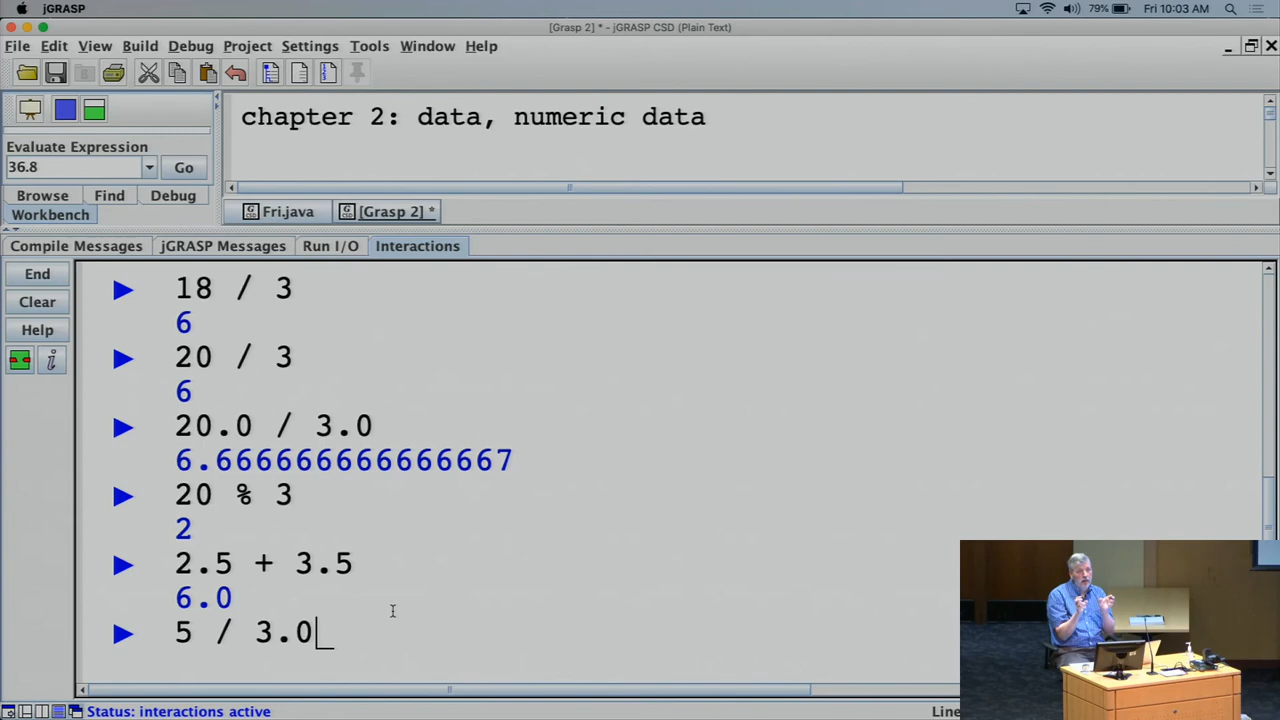 jGRASP
79%
Fri 10:03 AM
[Grasp 2] * - jGRASP CSD (Plain Text)
File Edit View Build Debug Project Settings Tools Window Help
chapter 2: data, numeric data
Evaluate Expression
36.8
Go
Browse Find Debug
Workbench
Fri.java
[Grasp 2] *
Compile Messages jGRASP Messages Run I/O Interactions
End
Clear
Help
18 / 3
6
20 / 3
6
20.0 / 3.0
6.666666666666667
20 % 3
2
2.5 + 3.5
6.0
5 / 3.0
Status: interactions active